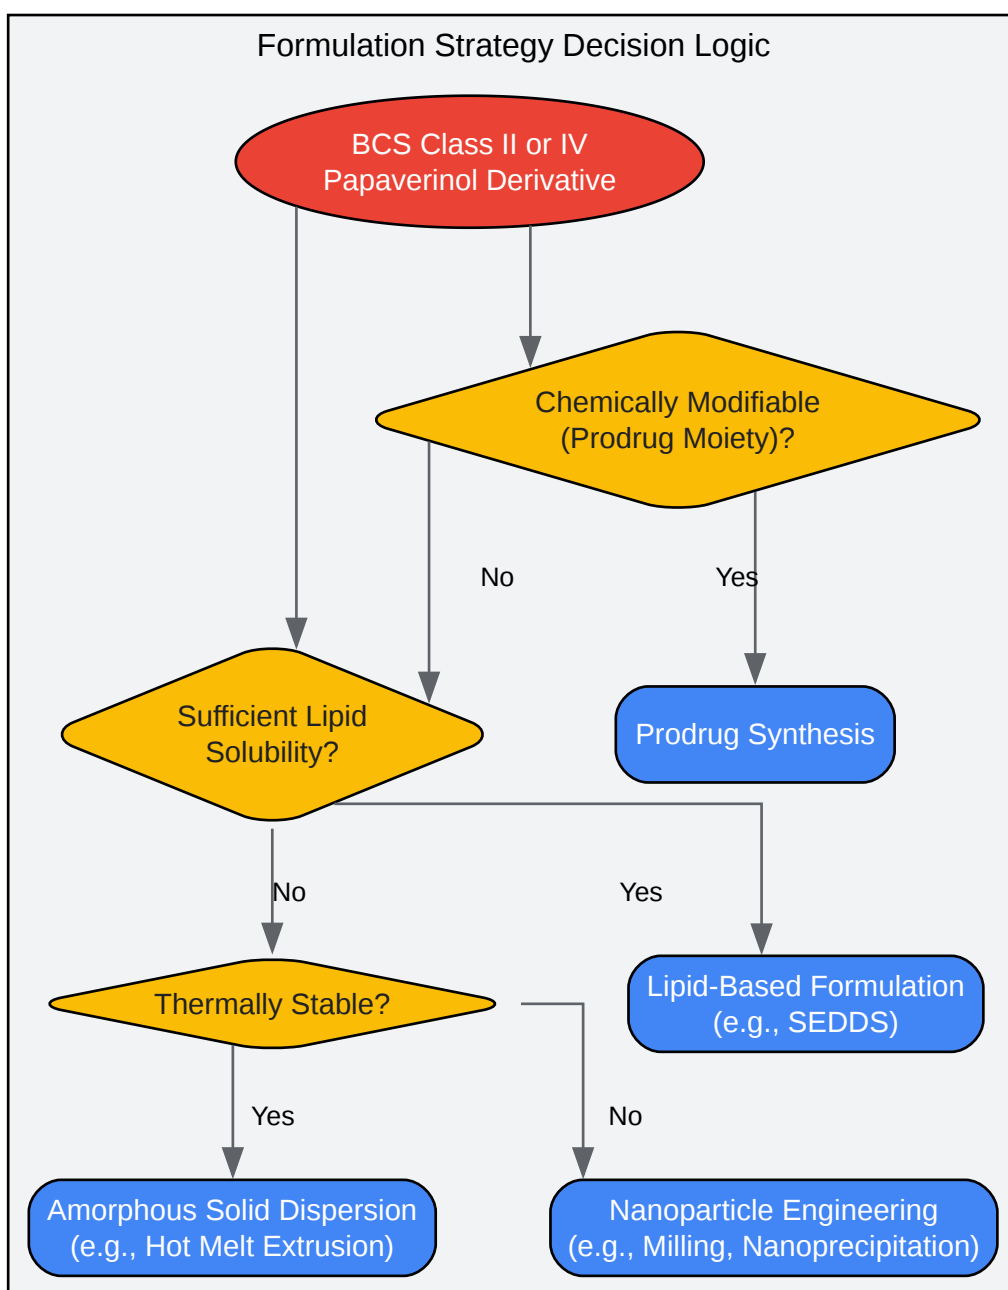 Formulation Strategy Decision Logic
BCS Class II or IV
Papaverinol Derivative
Chemically Modifiable
(Prodrug Moiety)?
No
Yes
Sufficient Lipid
Solubility?
Prodrug Synthesis
No
Yes
Thermally Stable?
Lipid-Based Formulation
(e.g., SEDDS)
Yes
No
Amorphous Solid Dispersion
(e.g., Hot Melt Extrusion)
Nanoparticle Engineering
(e.g., Milling, Nanoprecipitation)